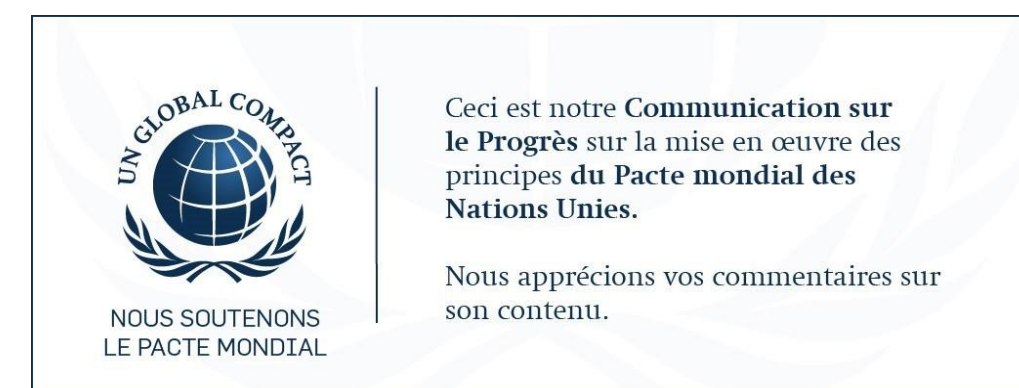 UN GLOBAL COMPACT
NOUS SOUTENONS
LE PACTE MONDIAL
Ceci est notre Communication sur
le Progrès sur la mise en œuvre des
principes du Pacte mondial des
Nations Unies.
Nous apprécions vos commentaires sur
son contenu.